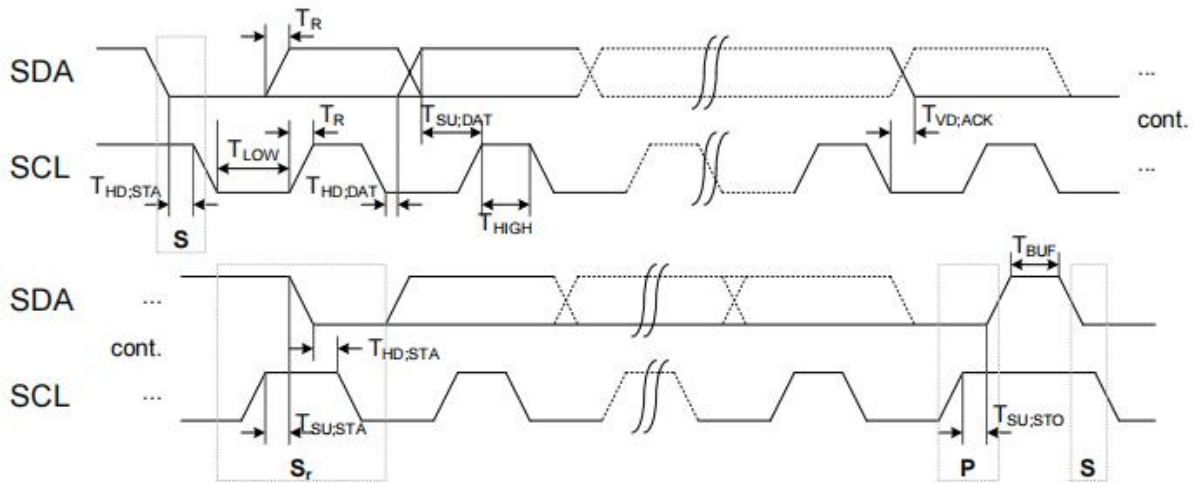 T_R
SDA
...
T_SU;DAT
T_R
T_VD;ACK
cont.
T_LOW
SCL
...
T_HD;STA
T_HD;DAT
T_HIGH
S
T_BUF
SDA
...
cont.
T_HD;STA
SCL
...
T_SU;STA
T_SU;STO
S_r
P
S